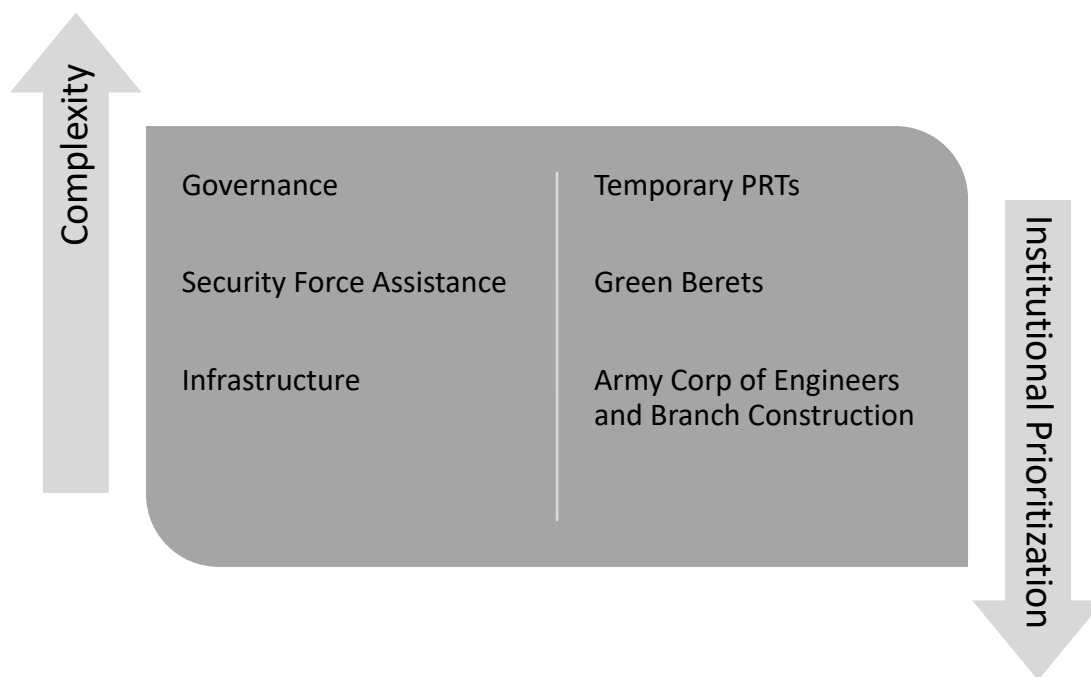 Complexity
Governance
Temporary PRTs
Security Force Assistance
Green Berets
Infrastructure
Army Corp of Engineers
and Branch Construction
Institutional Prioritization